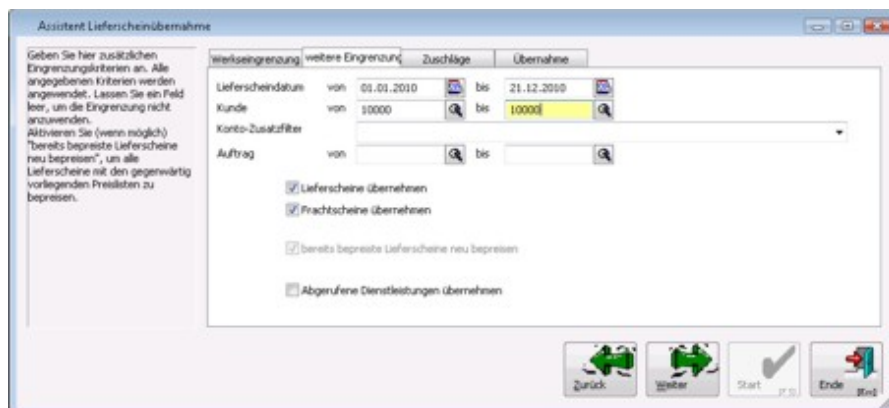 Assistent Lieferscheinübernahme
Geben Sie hier zusätzlichen
Eingrenzungskriterien an. Alle
angegebenen Kriterien werden
angewendet. Lassen Sie ein Feld
leer, um die Eingrenzung nicht
anzuwenden.
Aktivieren Sie (wenn möglich)
"bereits bepreiste Lieferscheine
neu bepreisen", um alle
Lieferscheine mit den gegenwärtig
vorliegenden Preislisten zu
bepreisen.
Werkseingrenzung weitere Eingrenzung Zuschläge Übernahme
Lieferscheindatum von 01.01.2010 bis 21.12.2010
Kunde von 10000 bis 10000
Konto-Zusatzfilter
Auftrag von bis
Lieferscheine übernehmen
Frachtscheine übernehmen
bereits bepreiste Lieferscheine neu bepreisen
Abgerufene Dienstleistungen übernehmen
Zurück Weiter Start Ende